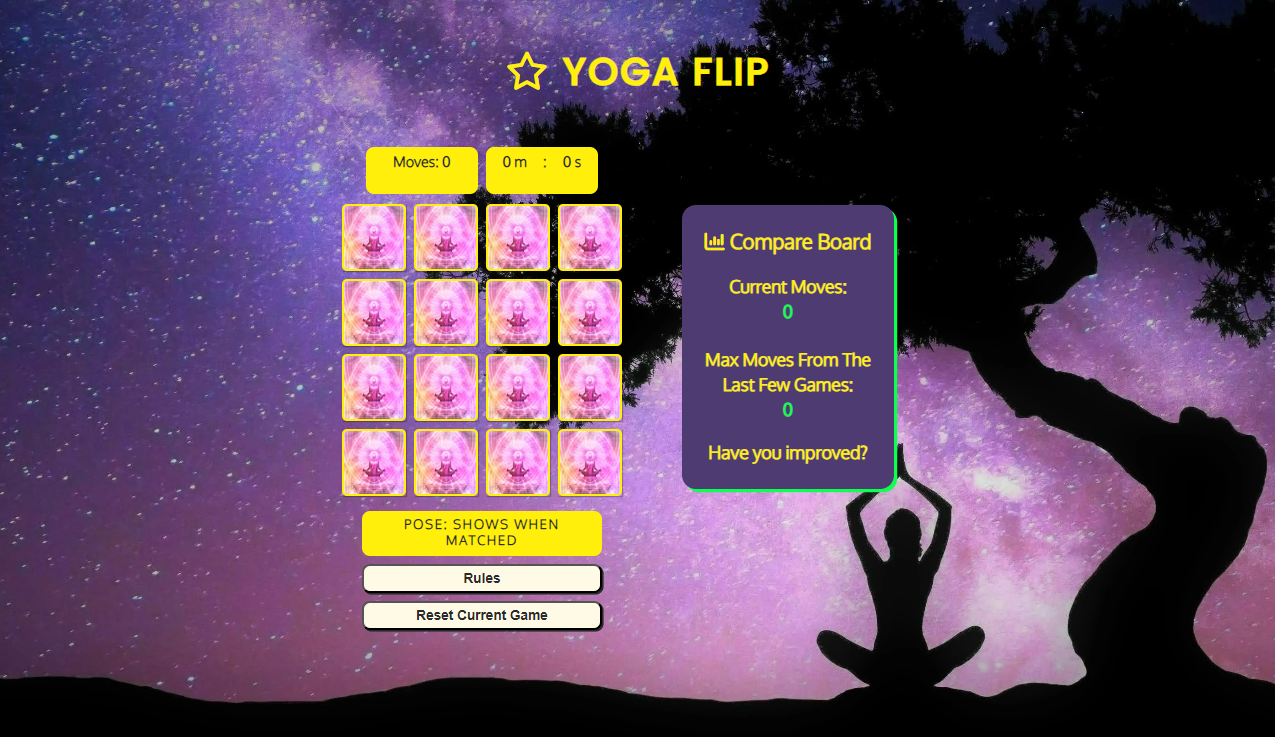 YOGA FLIP
Moves: 0
0 m : 0 s
Compare Board
Current Moves:
0
Max Moves From The
Last Few Games:
0
Have you improved?
POSE: SHOWS WHEN
MATCHED
Rules
Reset Current Game